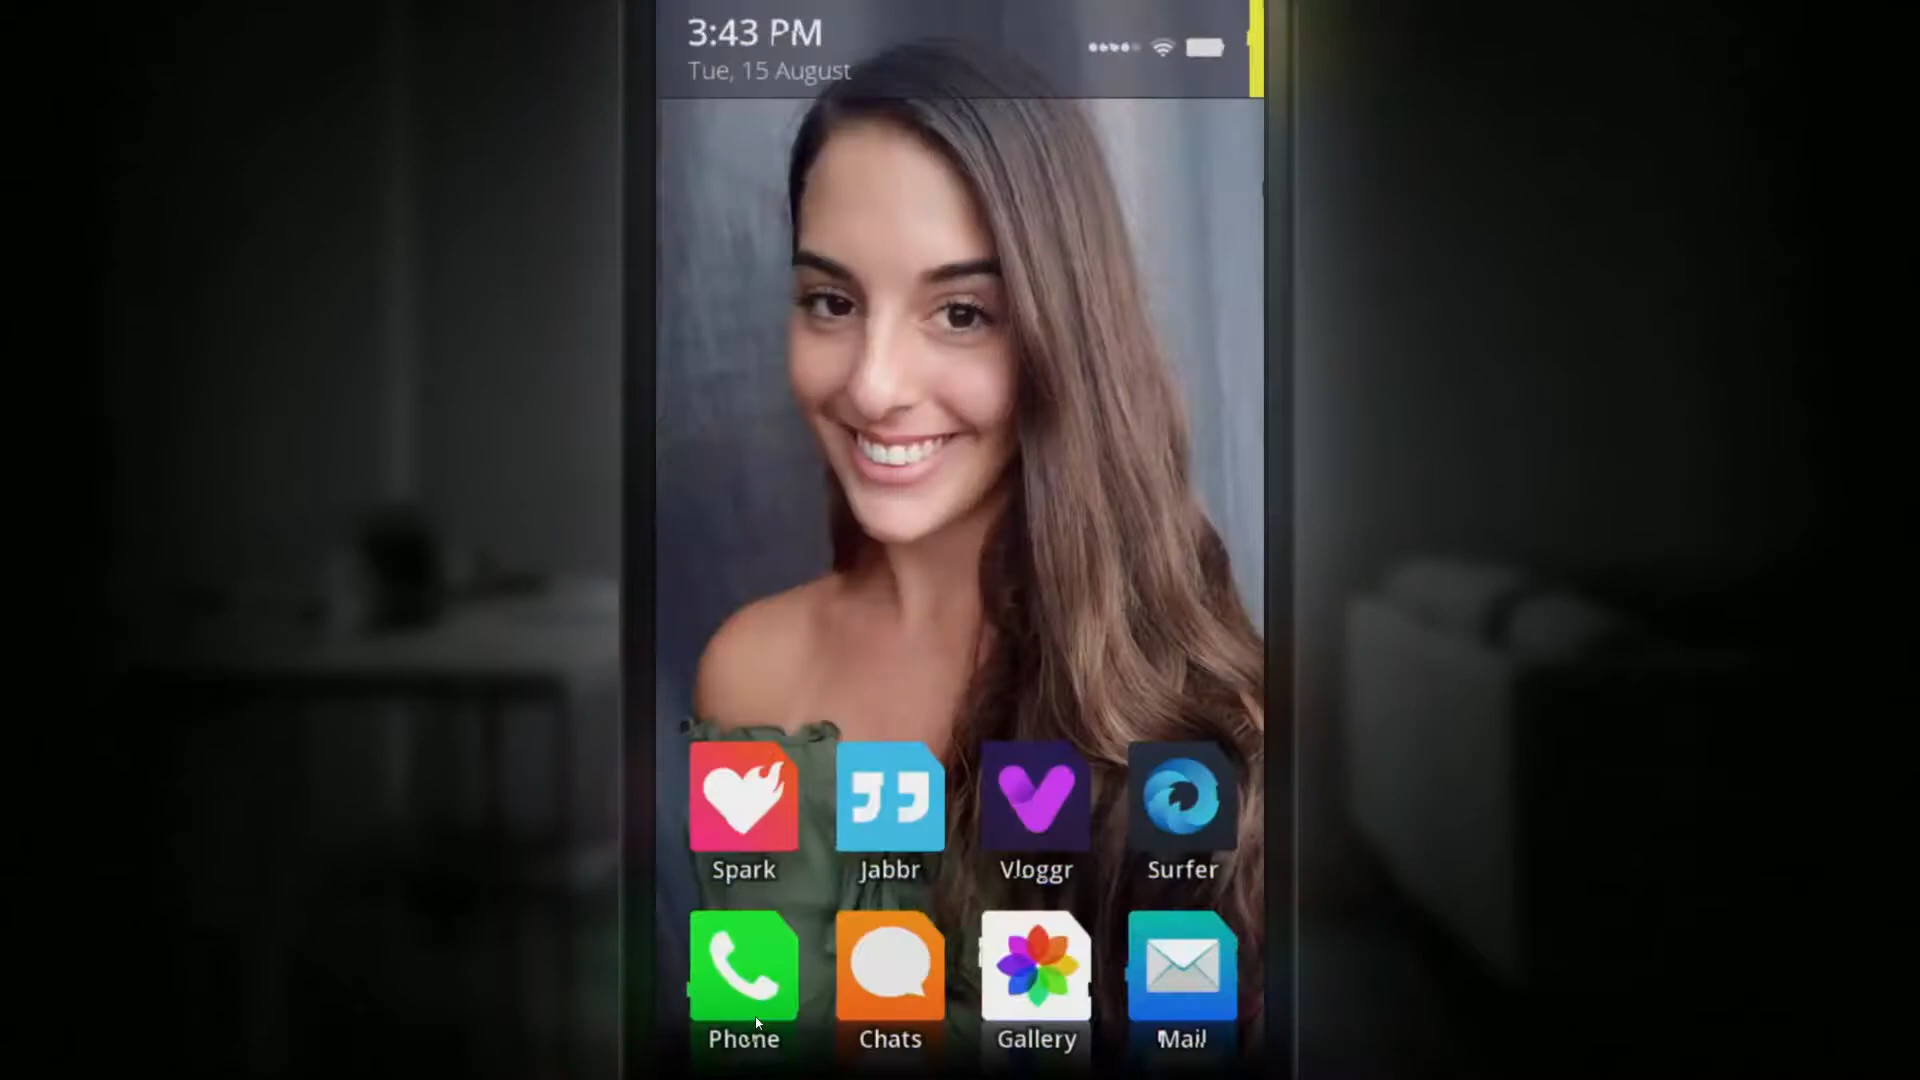 3:43 PM
Tue, 15 August
Spark
Jabbr
Vloggr
Surfer
Phone
Chats
Gallery
Mail